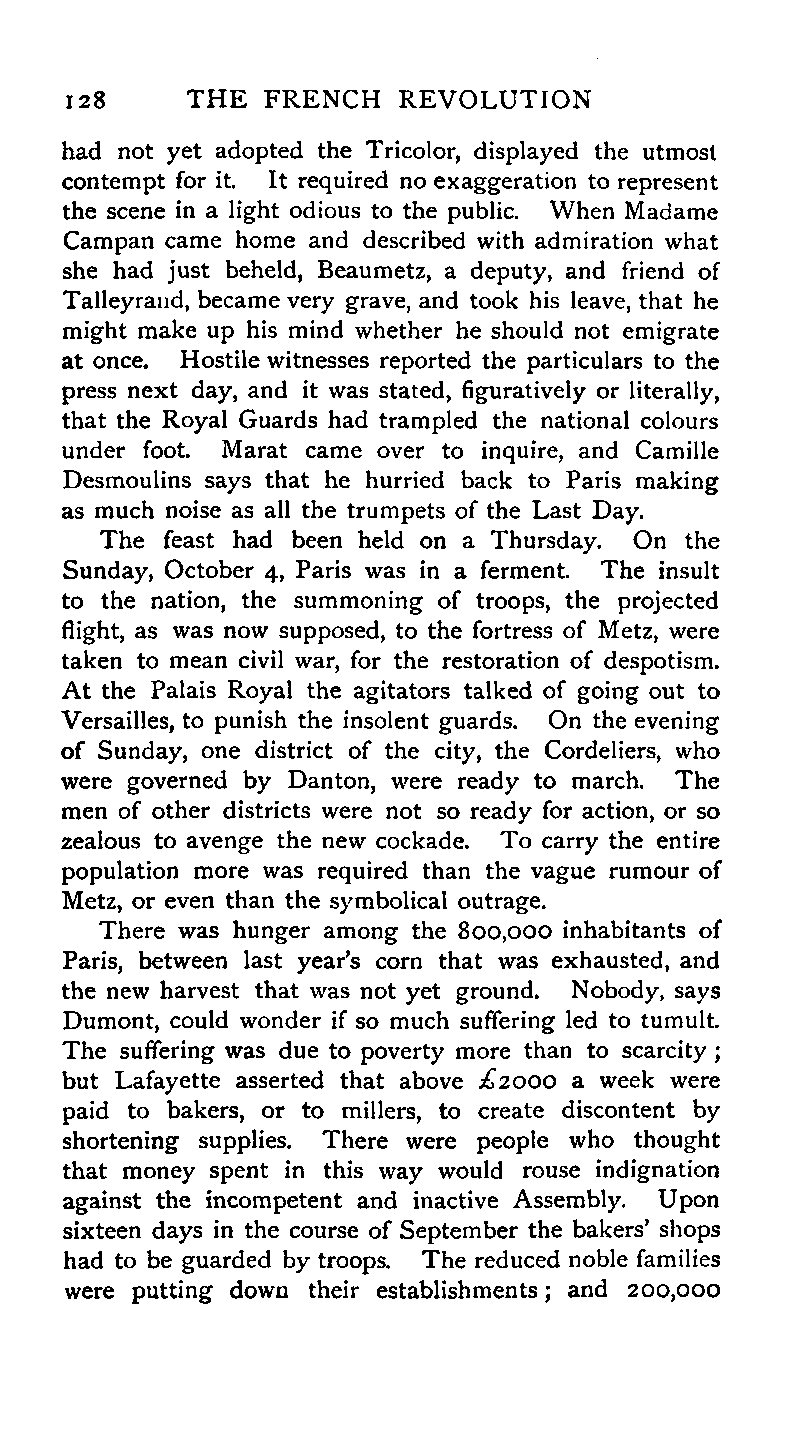 128 THE FRENCH REVOLUTION
had not yet adopted the Tricolor, displayed the utmost
contempt for it. It required no exaggeration to represent
the scene in a light odious to the public. When Madame
Campan came home and described with admiration what
she had just beheld, Beaumetz, a deputy, and friend of
Talleyrand, became very grave, and took his leave, that he
might make up his mind whether he should not emigrate
at once. Hostile witnesses reported the particulars to the
press next day, and it was stated, figuratively or literally,
that the Royal Guards had trampled the national colours
under foot. Marat came over to inquire, and Camille
Desmoulins says that he hurried back to Paris making
as much noise as all the trumpets of the Last Day.
The feast had been held on a Thursday. On the
Sunday, October 4, Paris was in a ferment. The insult
to the nation, the summoning of troops, the projected
flight, as was now supposed, to the fortress of Metz, were
taken to mean civil war, for the restoration of despotism.
At the Palais Royal the agitators talked of going out to
Versailles, to punish the insolent guards. On the evening
of Sunday, one district of the city, the Cordeliers, who
were governed by Danton, were ready to march. The
men of other districts were not so ready for action, or so
zealous to avenge the new cockade. To carry the entire
population more was required than the vague rumour of
Metz, or even than the symbolical outrage.
There was hunger among the 800,000 inhabitants of
Paris, between last year's corn that was exhausted, and
the new harvest that was not yet ground. Nobody, says
Dumont, could wonder if so much suffering led to tumult.
The suffering was due to poverty more than to scarcity ;
but Lafayette asserted that above £2000 a week were
paid to bakers, or to millers, to create discontent by
shortening supplies. There were people who thought
that money spent in this way would rouse indignation
against the incompetent and inactive Assembly. Upon
sixteen days in the course of September the bakers' shops
had to be guarded by troops. The reduced noble families
were putting down their establishments ; and 200,000